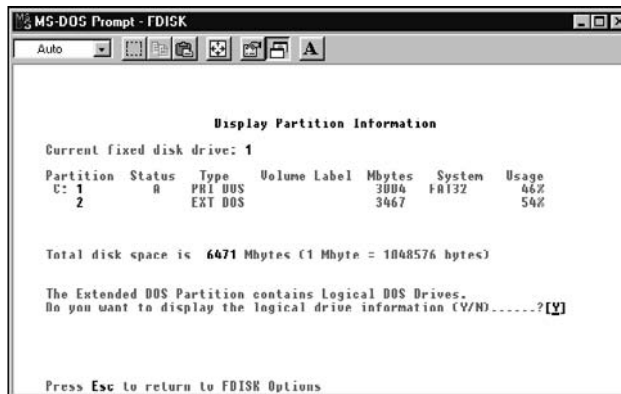 MS-DOS Prompt - FDISK
Auto
A
Display Partition Information
Current fixed disk drive: 1
Partition Status Type Volume Label Mbytes System Usage
C: 1 A PRI DOS 3004 FAT32 46%
2 EXT DOS 3467 54%
Total disk space is 6471 Mbytes (1 Mbyte = 1048576 bytes)
The Extended DOS Partition contains Logical DOS Drives.
Do you want to display the logical drive information (Y/N)......?[Y]
Press Esc to return to FDISK Options